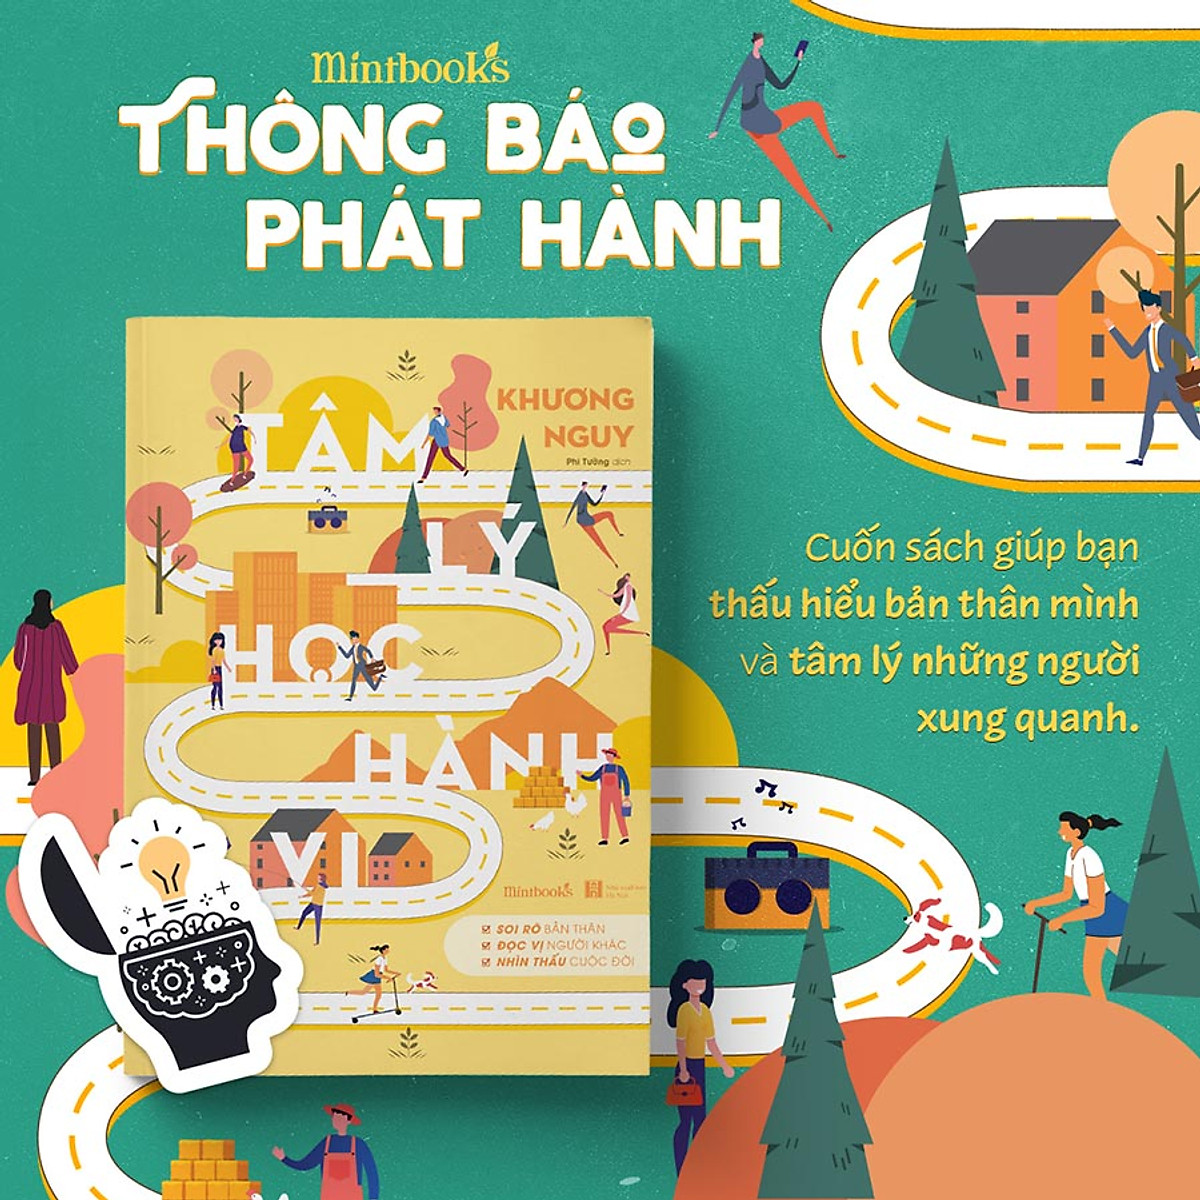 mintbooks
THÔNG BÁO
PHÁT HÀNH
KHƯƠNG
NGUY
Phi Tường dịch
TÂM
LÝ
HỌC
HÀNH
VI
mintbooks
SOI RÕ BẢN THÂN
ĐỌC VỊ NGƯỜI KHÁC
NHÌN THẤU CUỘC ĐỜI
Cuốn sách giúp bạn
thấu hiểu bản thân mình
và tâm lý những người
xung quanh.